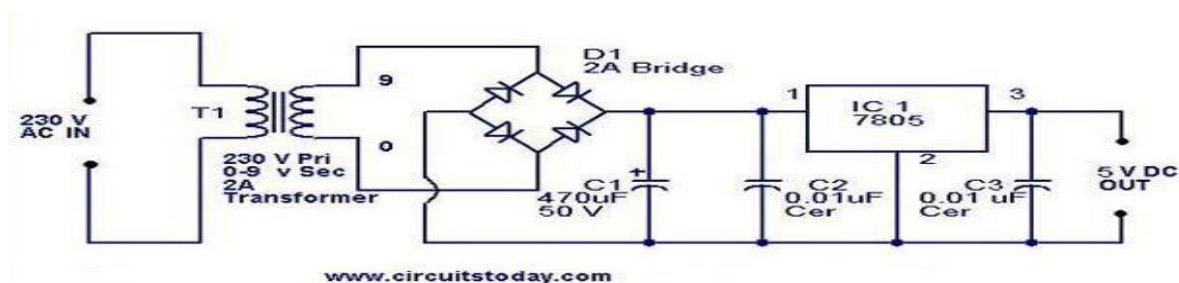 230 V
AC IN
T1
9
0
230 V Pri
0-9 v Sec
2A
Transformer
D1
2A Bridge
+
C1
470uF
50 V
C2
0.01uF
Cer
1
IC 1
7805
3
2
C3
0.01 uF
Cer
5 V DC
OUT
www.circuitstoday.com